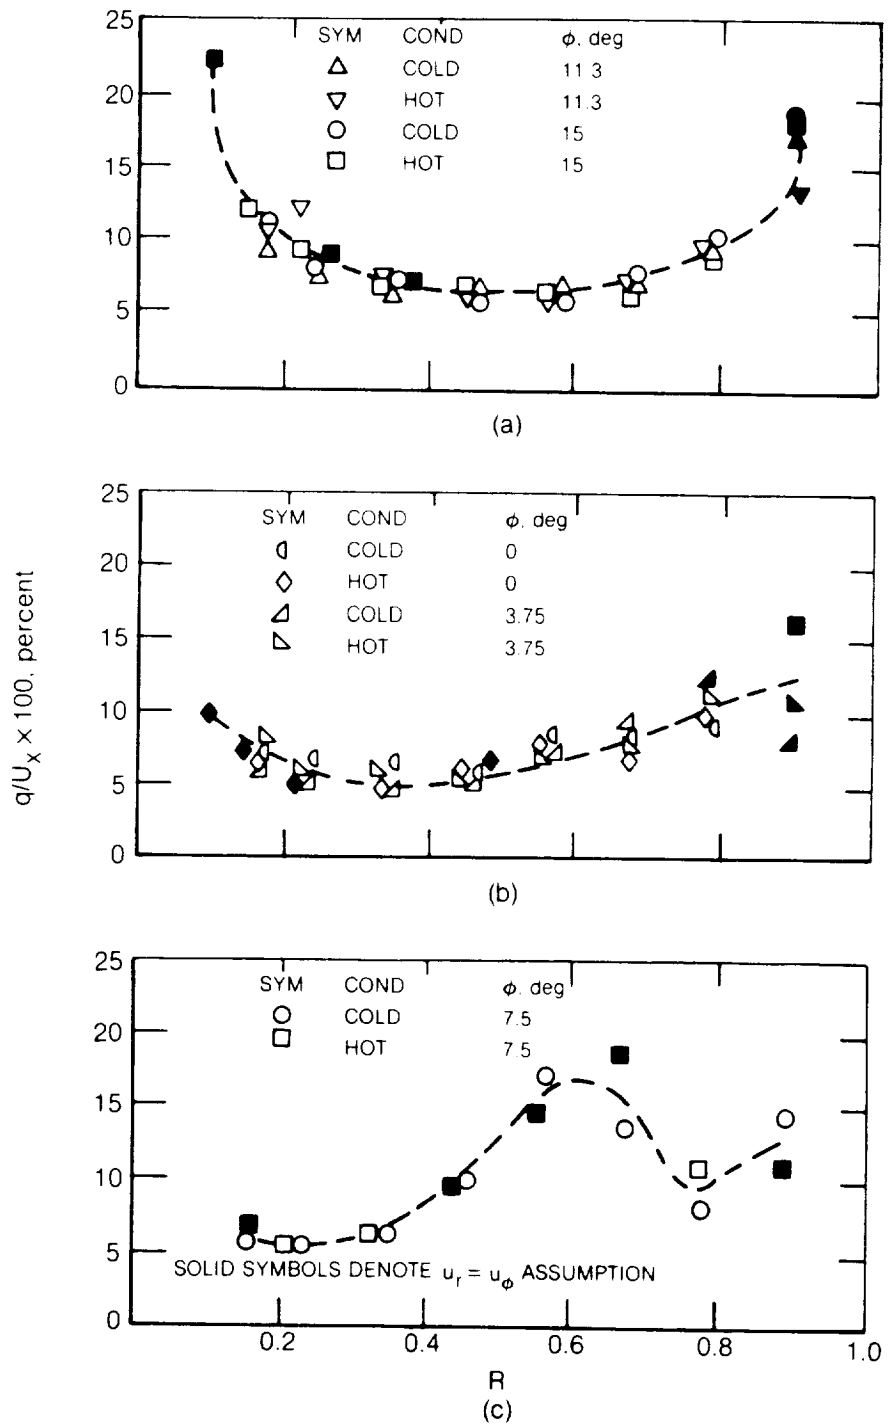 25
20
15
10
5
0
SYM COND ϕ. deg
COLD 11.3
HOT 11.3
COLD 15
HOT 15
(a)
q/U_X × 100, percent
25
20
15
10
5
0
SYM COND ϕ. deg
COLD 0
HOT 0
COLD 3.75
HOT 3.75
(b)
25
20
15
10
5
0
SYM COND ϕ. deg
COLD 7.5
HOT 7.5
SOLID SYMBOLS DENOTE u_r = u_ϕ ASSUMPTION
0.2 0.4 0.6 0.8 1.0
R
(c)